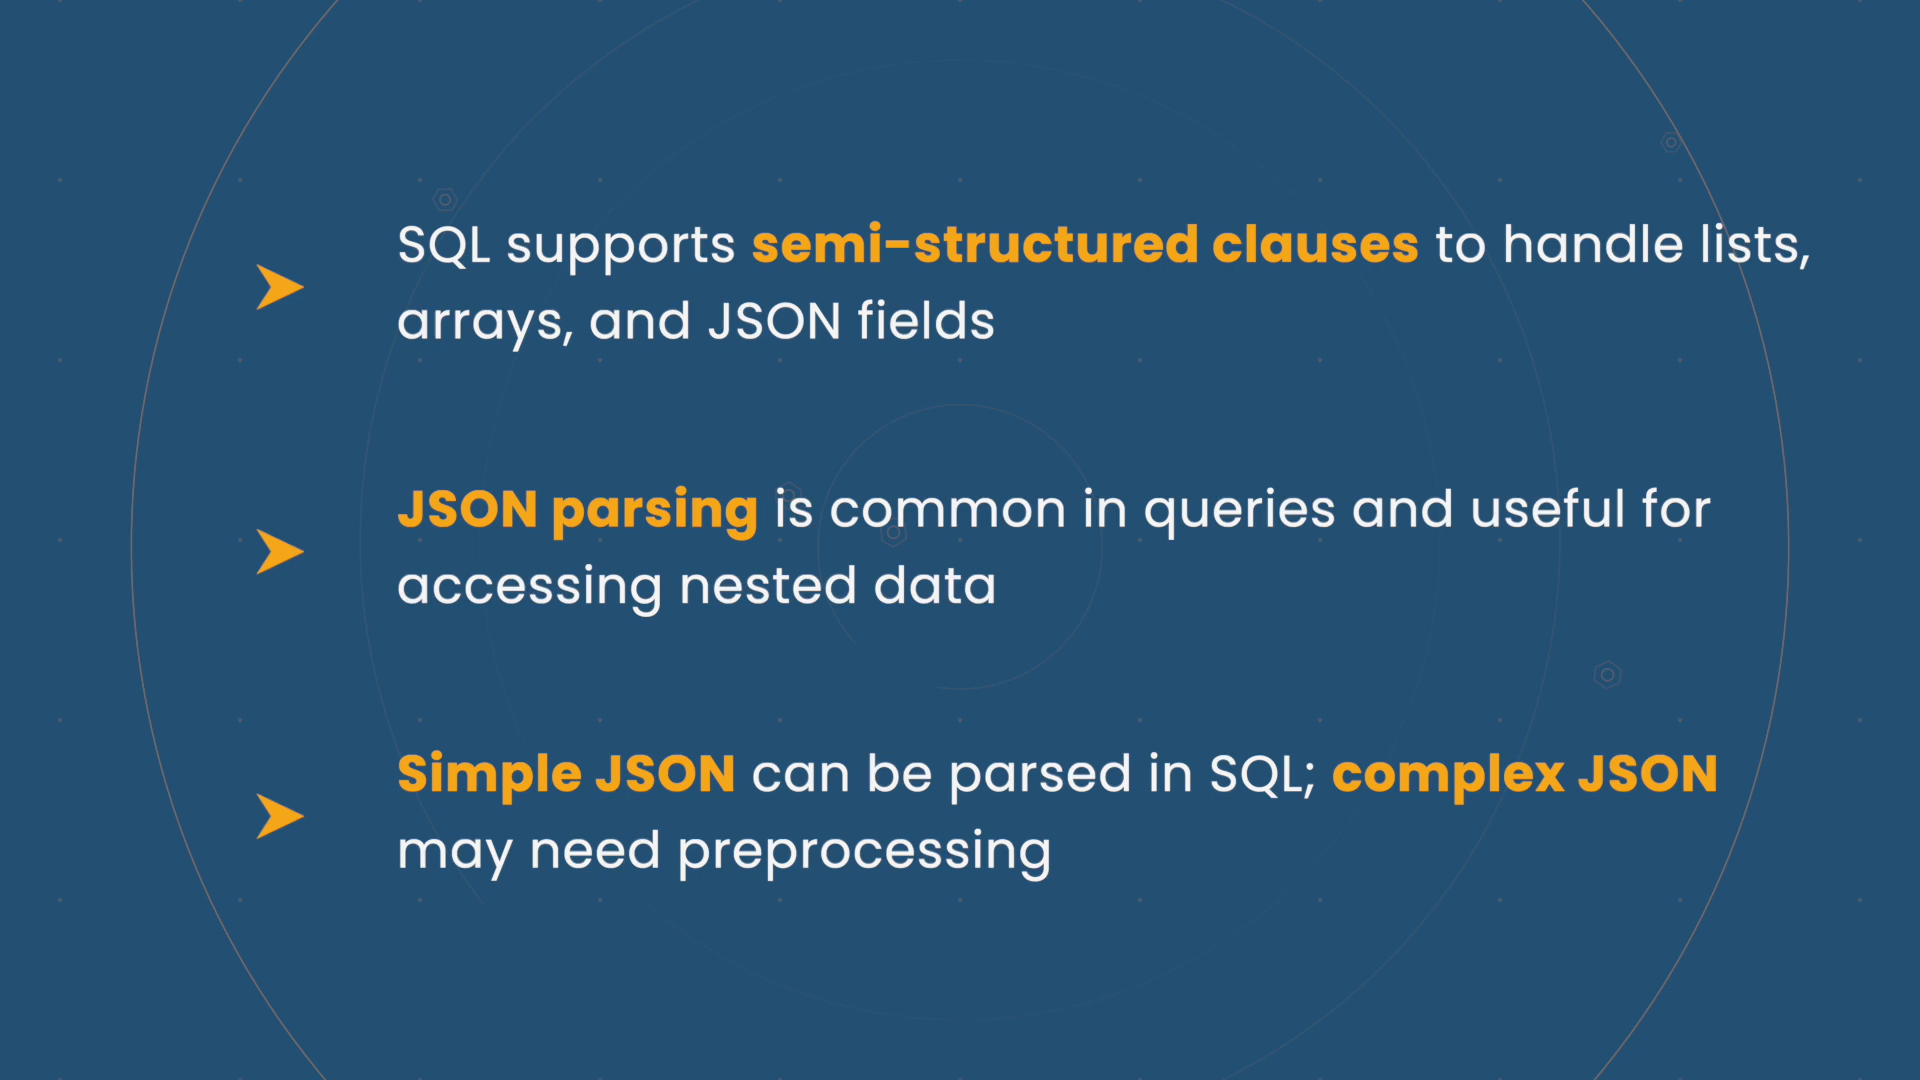 SQL supports semi-structured clauses to handle lists,
arrays, and JSON fields
JSON parsing is common in queries and useful for
accessing nested data
Simple JSON can be parsed in SQL; complex JSON
may need preprocessing